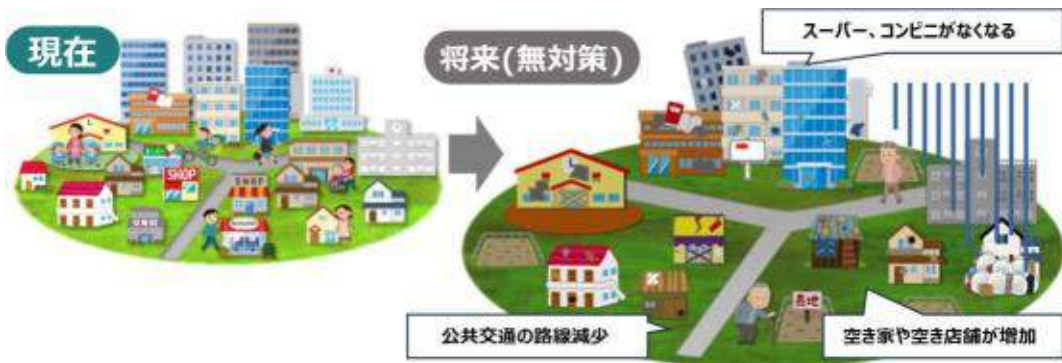 現在
将来(無対策)
スーパー、コンビニがなくなる
SHOP
SHOP
公共交通の路線減少
空き家や空き店舗が増加